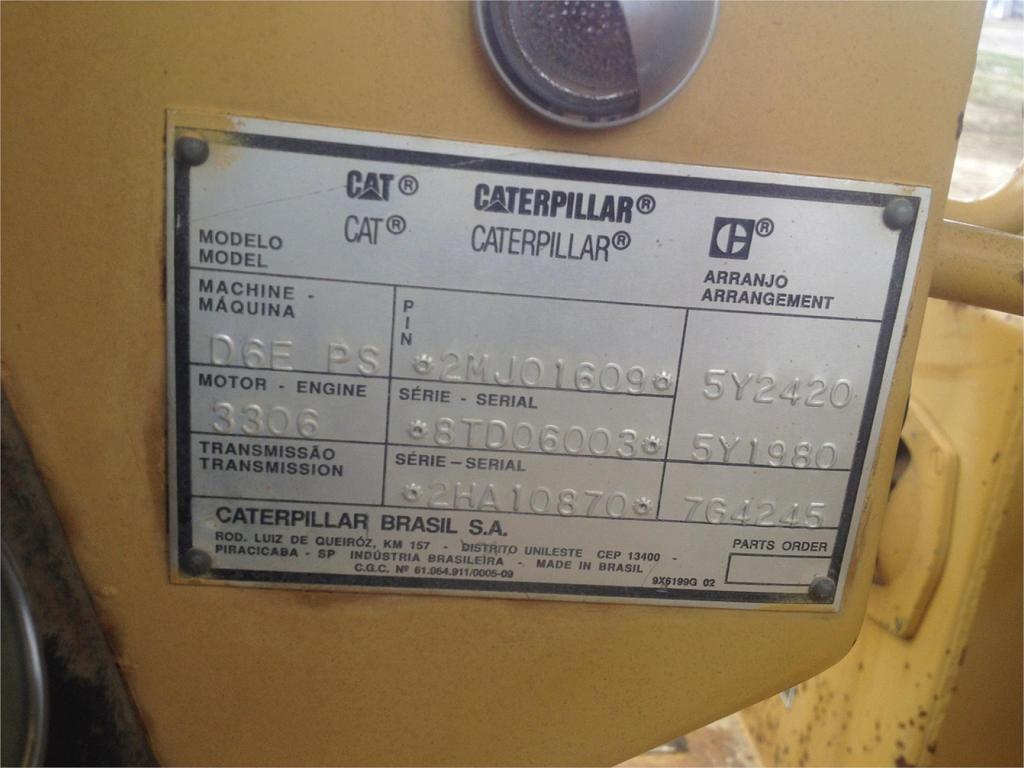 CAT® CATERPILLAR®
CAT® CATERPILLAR® C®
MODELO
MODEL
ARRANJO
ARRANGEMENT
MACHINE -
MÁQUINA
PIN
D6E PS *2MJ01609* 5Y2420
MOTOR - ENGINE SÉRIE - SERIAL
3306 *8TD06003* 5Y1980
TRANSMISSÃO
TRANSMISSION
SÉRIE - SERIAL
*2HA10870* 7G4245
CATERPILLAR BRASIL S.A.
ROD. LUIZ DE QUEIRÓZ, KM 157 - DISTRITO UNILESTE CEP 13400 -
PIRACICABA - SP INDÚSTRIA BRASILEIRA - MADE IN BRASIL
C.G.C. Nº 61.064.911/0005-09
PARTS ORDER
9X6199G 02